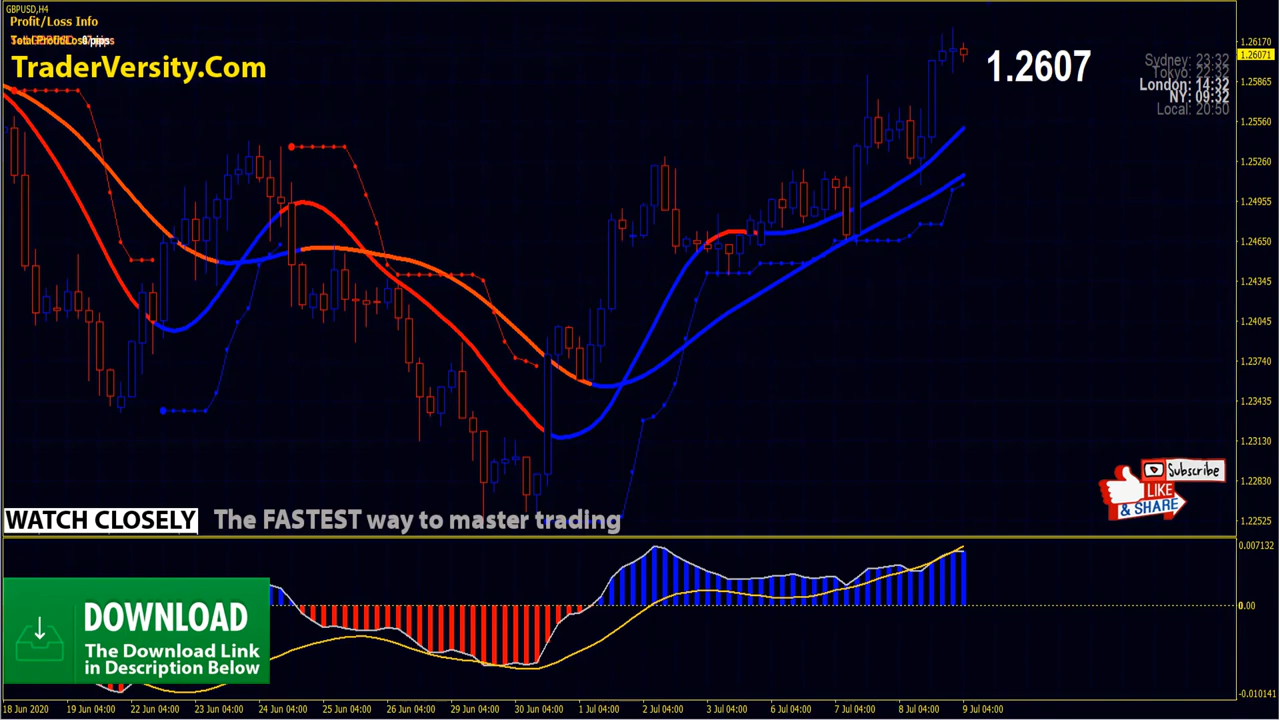 GBPUSD,H4
Profit/Loss Info
TraderVersity.Com
1.2607
Sydney: 23:32
London: 14:32
NY: 09:32
Local: 20:50
1.26170
1.26071
1.25865
1.25560
1.25260
1.24955
1.24650
1.24345
1.24045
1.23740
1.23435
1.23130
1.22830
1.22525
Subscribe
LIKE
& SHARE
WATCH CLOSELY
The FASTEST way to master trading
0.007132
0.00
-0.010141
DOWNLOAD
The Download Link
in Description Below
18 Jun 2020
19 Jun 04:00
22 Jun 04:00
23 Jun 04:00
24 Jun 04:00
25 Jun 04:00
26 Jun 04:00
29 Jun 04:00
30 Jun 04:00
1 Jul 04:00
2 Jul 04:00
3 Jul 04:00
6 Jul 04:00
7 Jul 04:00
8 Jul 04:00
9 Jul 04:00